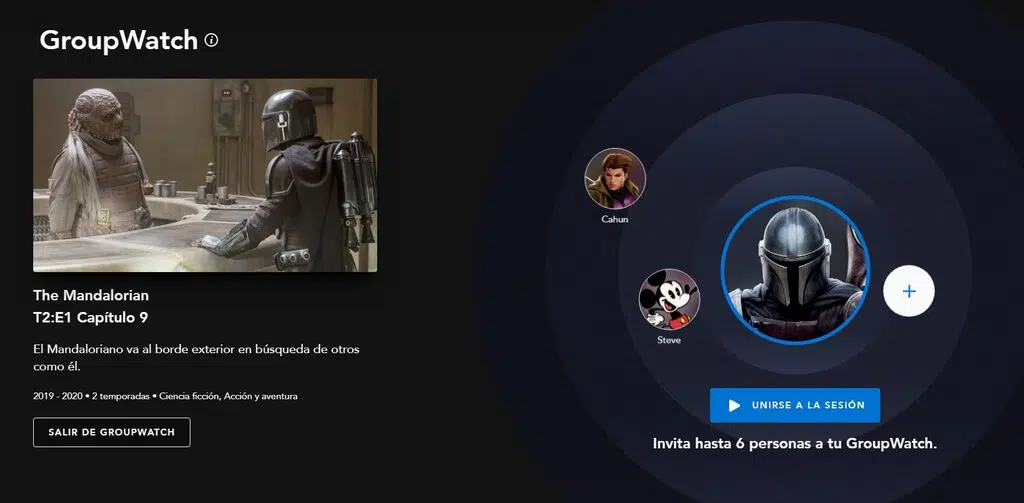 GroupWatch
The Mandalorian
T2:E1 Capítulo 9
El Mandaloriano va al borde exterior en búsqueda de otros
como él.
2019 - 2020 • 2 temporadas • Ciencia ficción, Acción y aventura
SALIR DE GROUPWATCH
Cahun
Steve
UNIRSE A LA SESIÓN
Invita hasta 6 personas a tu GroupWatch.